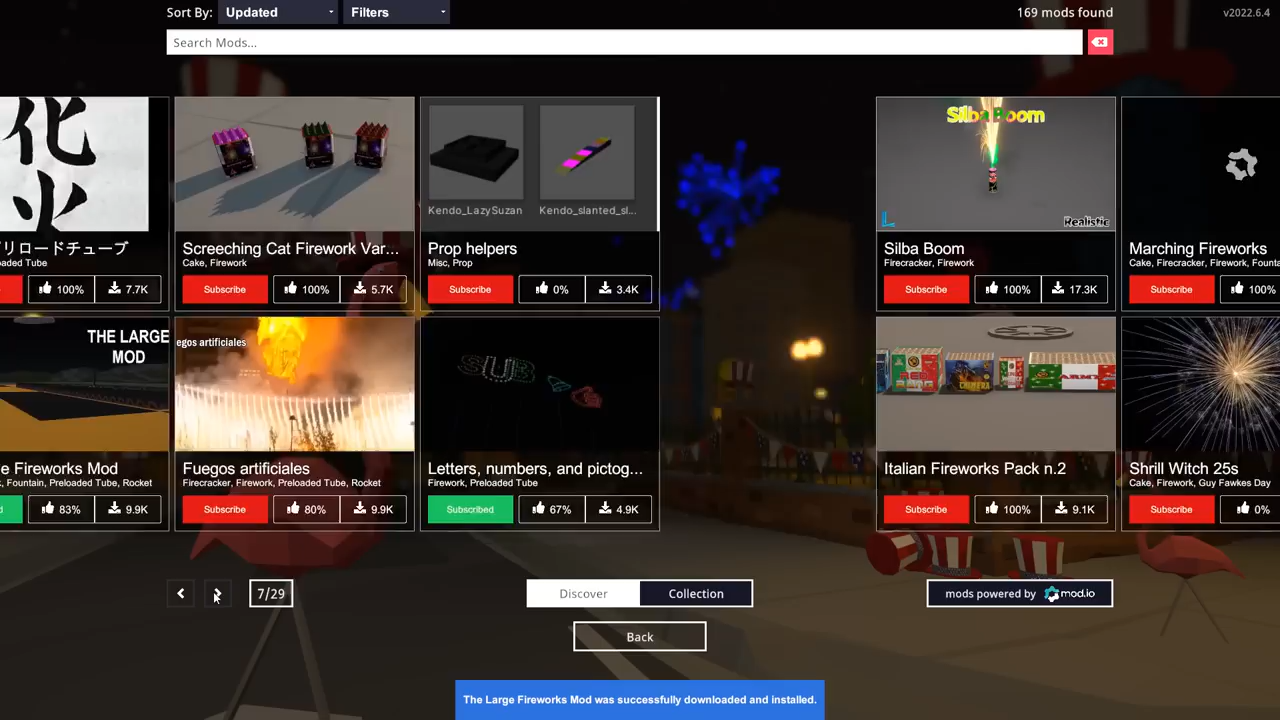 Sort By: Updated Filters 169 mods found v2022.6.4
Search Mods...
化
火
リロードチューブ
aded Tube
100% 7.7K
Screeching Cat Firework Var...
Cake, Firework
Subscribe 100% 5.7K
Kendo_LazySuzan Kendo_slanted_sl...
Prop helpers
Misc, Prop
Subscribe 0% 3.4K
Silba Boom
Realistic
Silba Boom
Firecracker, Firework
Subscribe 100% 17.3K
Marching Fireworks
Cake, Firecracker, Firework, Founta
Subscribe 100%
THE LARGE
MOD
e Fireworks Mod
, Fountain, Preloaded Tube, Rocket
d 83% 9.9K
egos artificiales
Fuegos artificiales
Firecracker, Firework, Preloaded Tube, Rocket
Subscribe 80% 9.9K
SUB
Letters, numbers, and pictog...
Firework, Preloaded Tube
Subscribed 67% 4.9K
Italian Fireworks Pack n.2
Subscribe 100% 9.1K
Shrill Witch 25s
Cake, Firework, Guy Fawkes Day
Subscribe 0%
7/29 Discover Collection mods powered by mod.io
Back
The Large Fireworks Mod was successfully downloaded and installed.